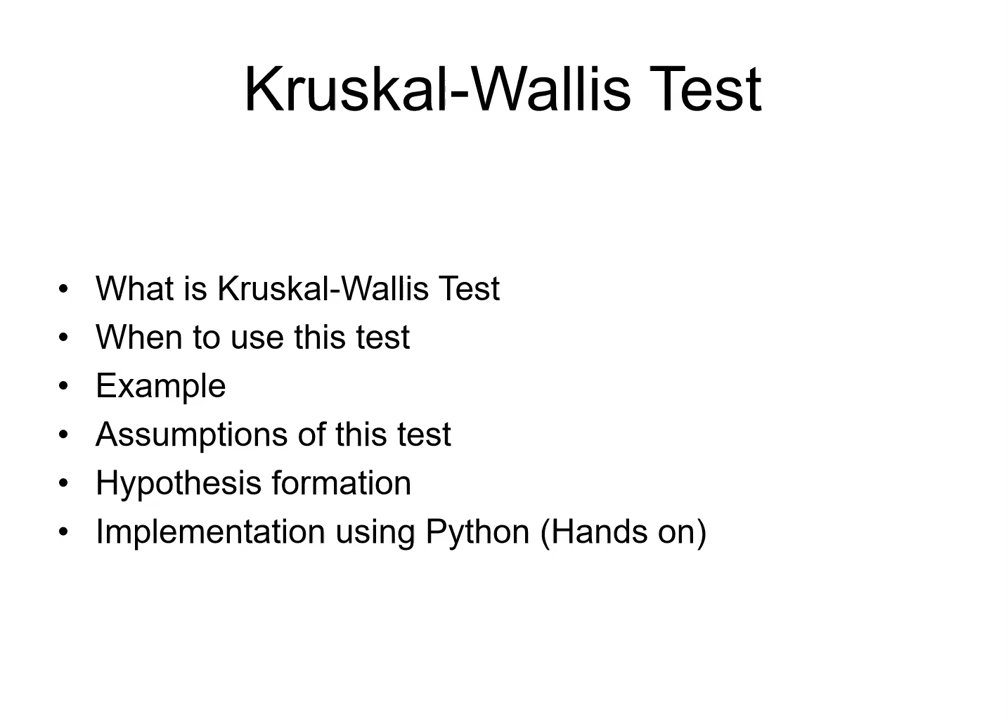 Kruskal-Wallis Test
• What is Kruskal-Wallis Test
• When to use this test
• Example
• Assumptions of this test
• Hypothesis formation
• Implementation using Python (Hands on)